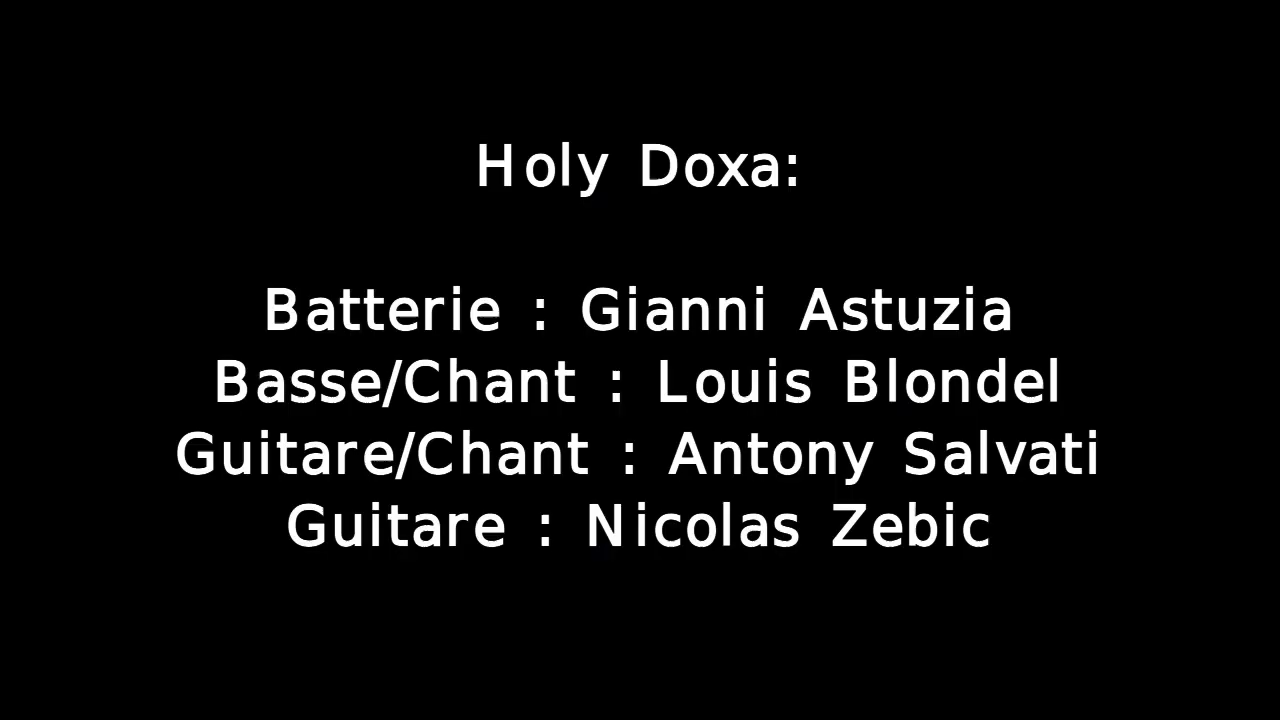 Holy Doxa:
Batterie : Gianni Astuzia
Basse/Chant : Louis Blondel
Guitare/Chant : Antony Salvati
Guitare : Nicolas Zebic